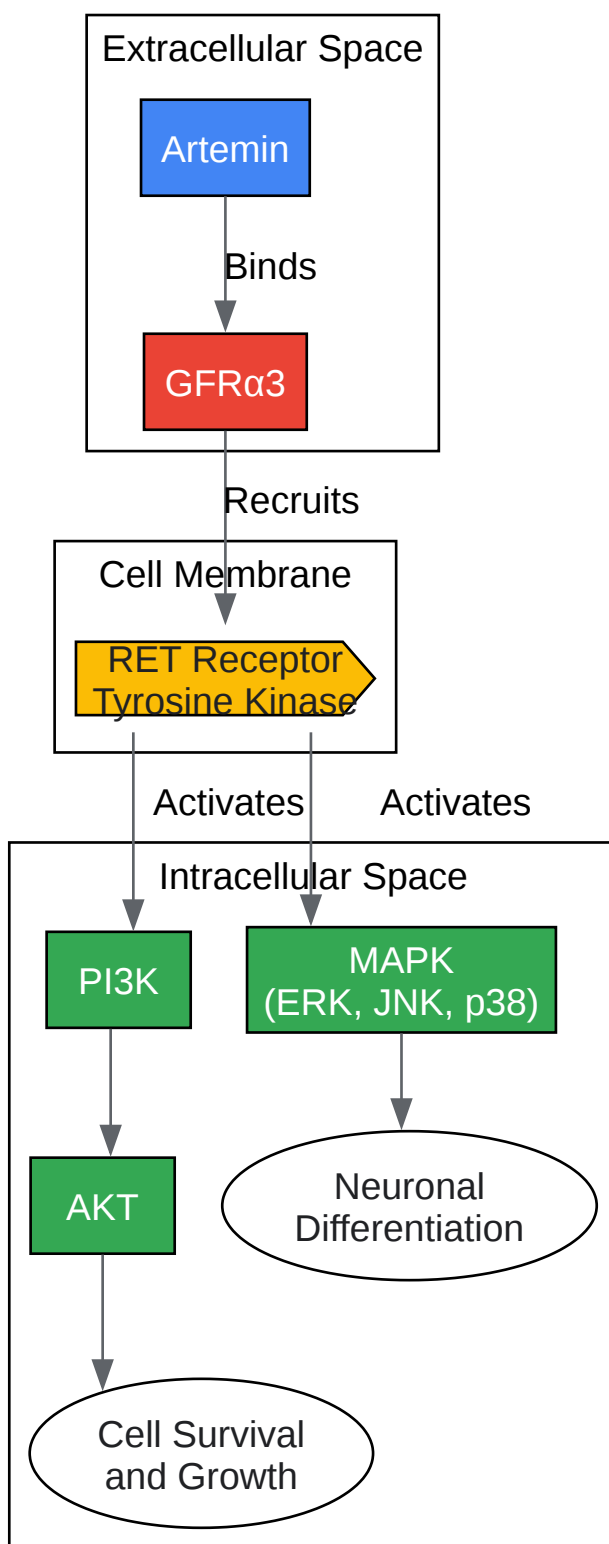 Extracellular Space
Artemin
Binds
GFRα3
Recruits
Cell Membrane
RET Receptor
Tyrosine Kinase
Activates
Activates
Intracellular Space
PI3K
MAPK
(ERK, JNK, p38)
AKT
Neuronal
Differentiation
Cell Survival
and Growth